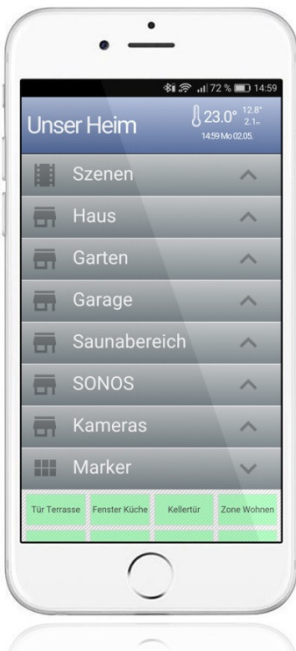 72 % 14:59
Unser Heim
23.0° 12.8°
2.1
14:59 Mo 02.05.
Szenen
Haus
Garten
Garage
Saunabereich
SONOS
Kameras
Marker
Tür Terrasse Fenster Küche Kellertür Zone Wohnen